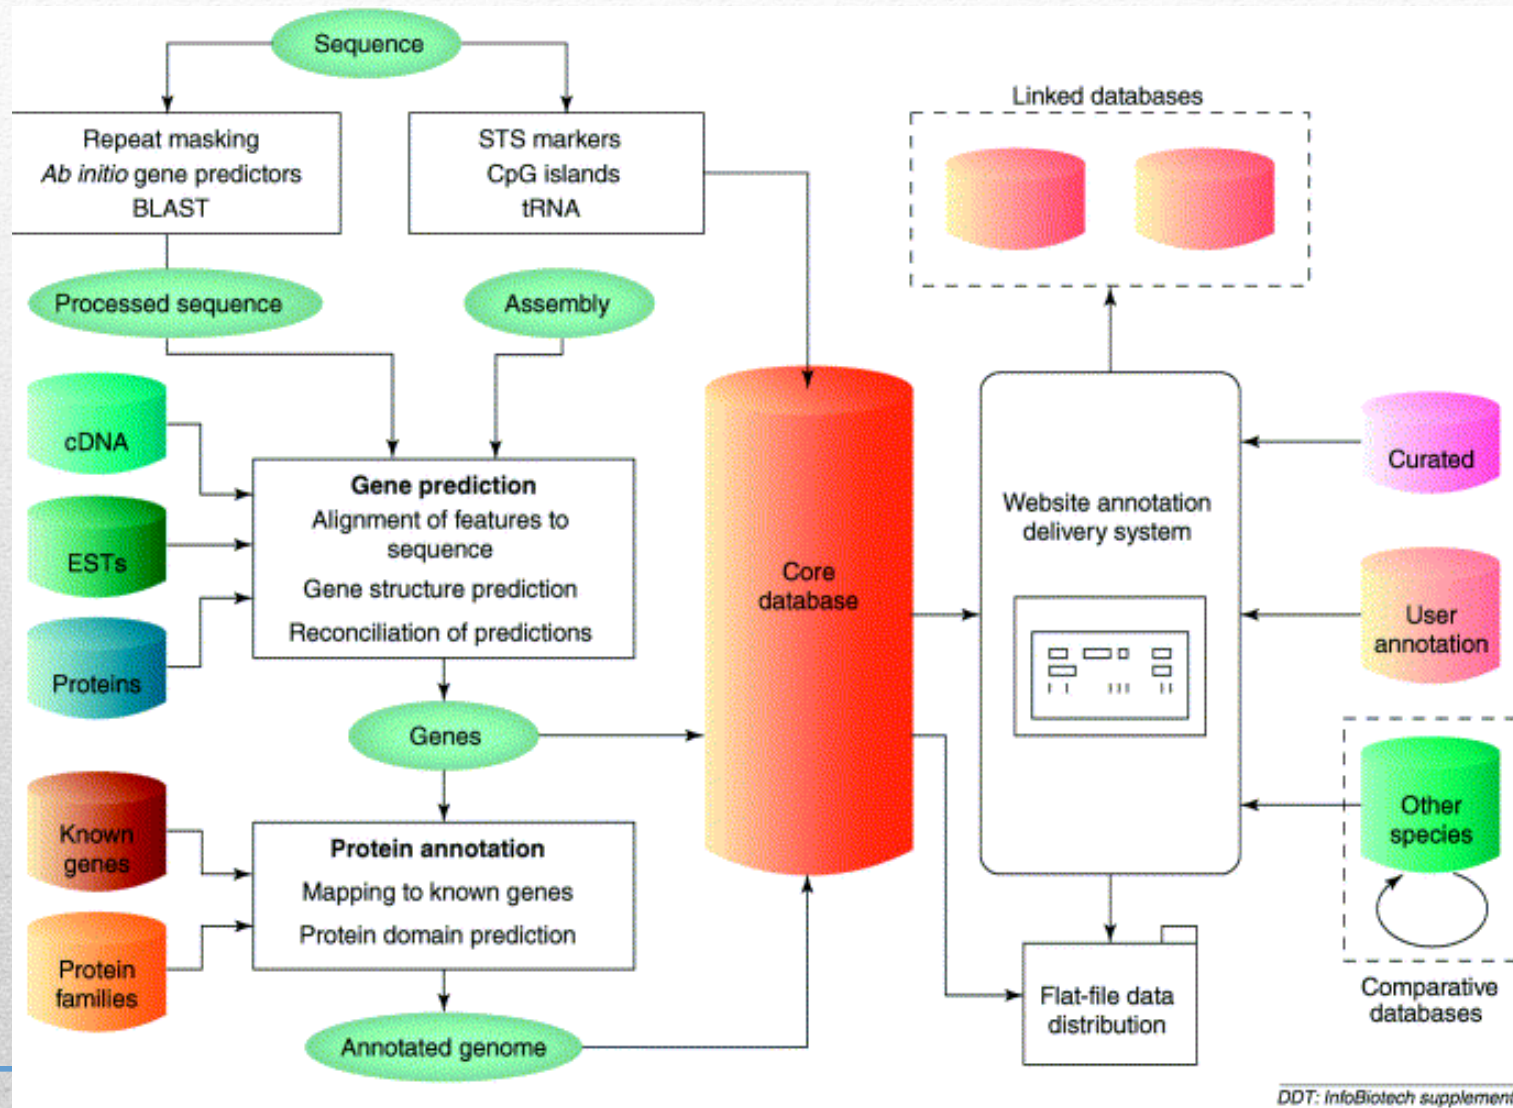 Sequence
Repeat masking
Ab initio gene predictors
BLAST
STS markers
CpG islands
tRNA
Linked databases
Processed sequence
Assembly
cDNA
ESTs
Proteins
Gene prediction
Alignment of features to
sequence
Gene structure prediction
Reconciliation of predictions
Genes
Known
genes
Protein
families
Protein annotation
Mapping to known genes
Protein domain prediction
Annotated genome
Core
database
Website annotation
delivery system
Curated
User
annotation
Other
species
Comparative
databases
Flat-file data
distribution
DDT: InfoBiotech supplement